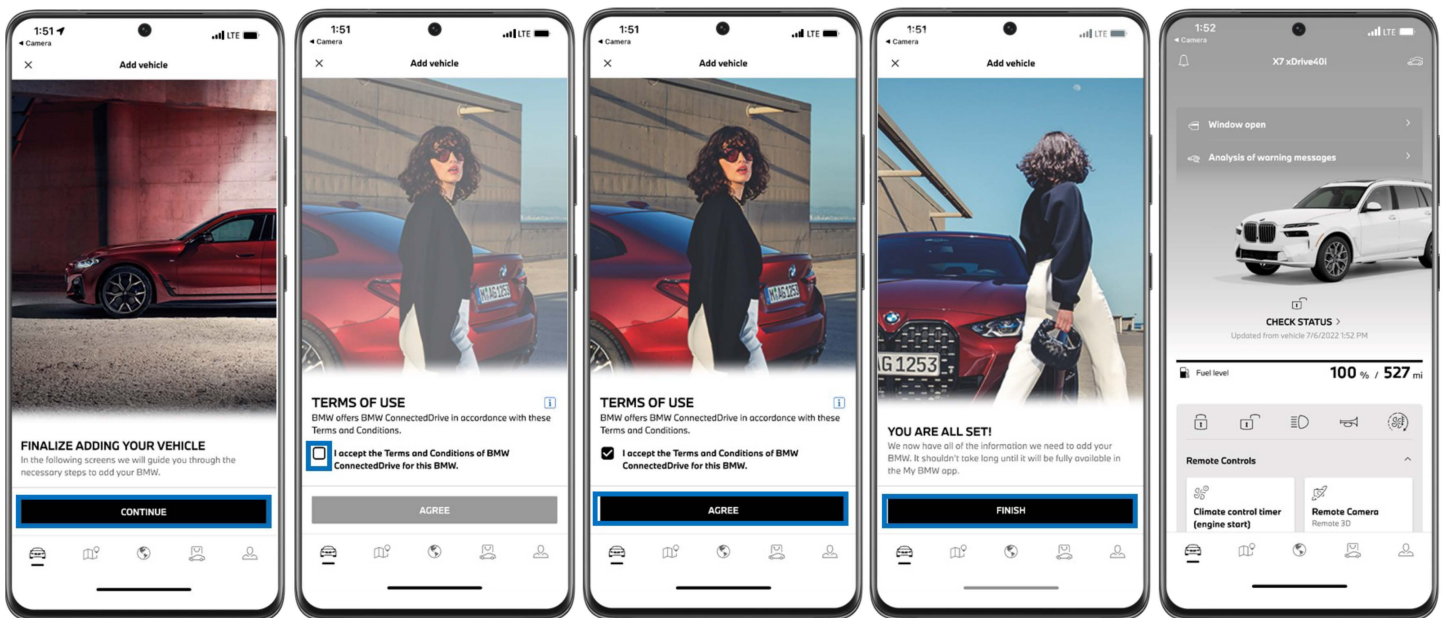 1:51
LTE
Camera
Add vehicle
FINALIZE ADDING YOUR VEHICLE
In the following screens we will guide you through the
necessary steps to add your BMW.
CONTINUE
1:51
LTE
Camera
Add vehicle
M:AG 1253
TERMS OF USE
BMW offers BMW ConnectedDrive in accordance with these
Terms and Conditions.
I accept the Terms and Conditions of BMW
ConnectedDrive for this BMW.
AGREE
1:51
LTE
Camera
Add vehicle
M:AG 1253
TERMS OF USE
BMW offers BMW ConnectedDrive in accordance with these
Terms and Conditions.
I accept the Terms and Conditions of BMW
ConnectedDrive for this BMW.
AGREE
1:51
LTE
Camera
Add vehicle
G 1253
YOU ARE ALL SET!
We now have all of the information we need to add your
BMW. It shouldn't take long until it will be fully available in
the My BMW app.
FINISH
1:52
LTE
Camera
X7 xDrive40i
Window open
Analysis of warning messages
CHECK STATUS >
Updated from vehicle 7/6/2022 1:52 PM
Fuel level 100 % / 527 mi
Remote Controls
Climate control timer
(engine start)
Remote Camera
Remote 3D